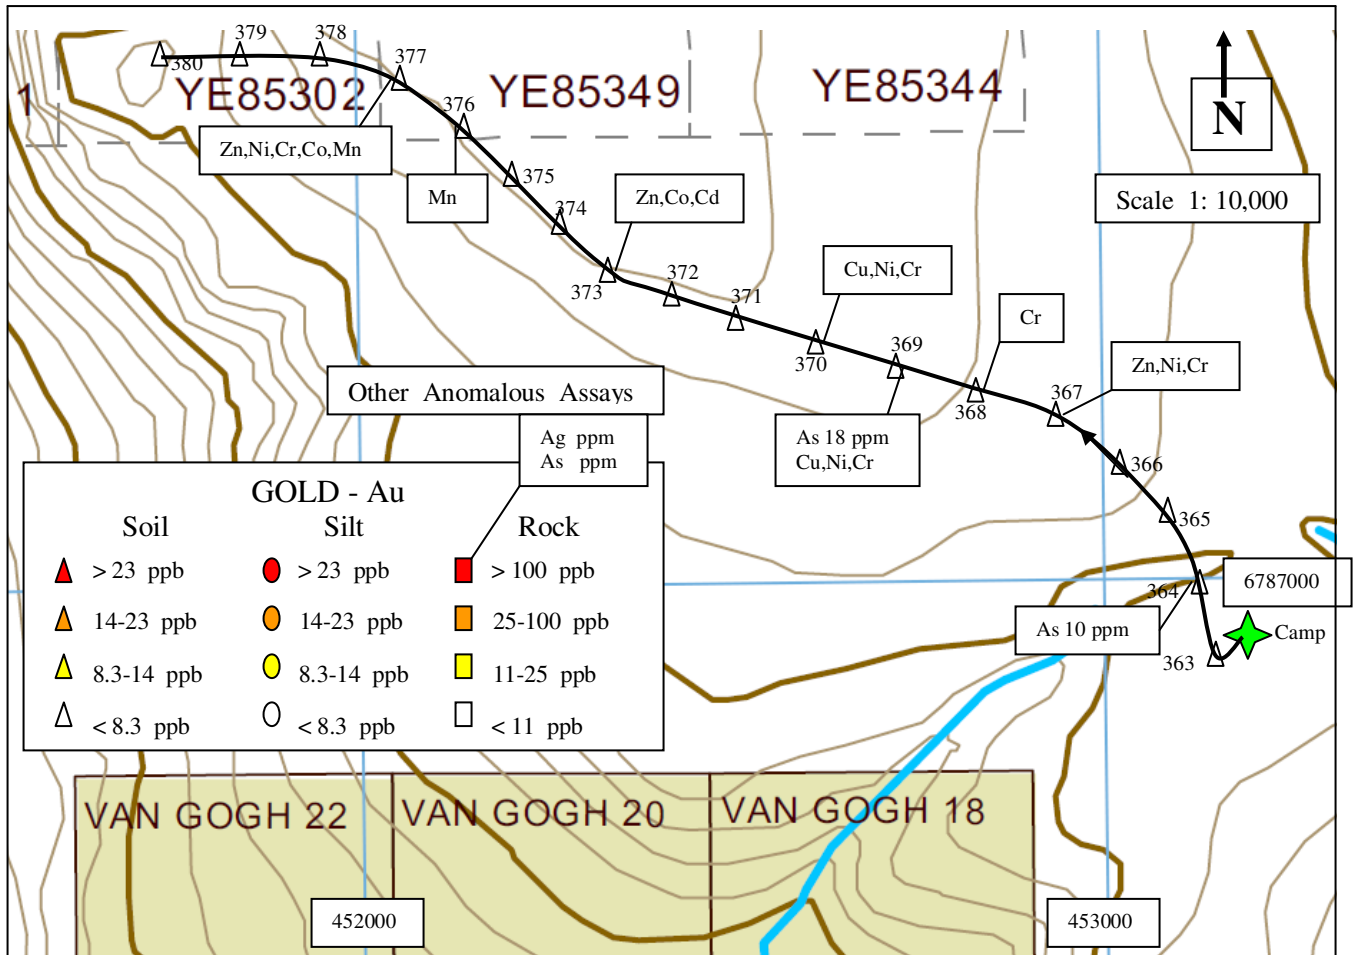 379
378
377
380
1
YE85302
YE85349
YE85344
N
376
Zn,Ni,Cr,Co,Mn
375
Mn
Zn,Co,Cd
Scale 1: 10,000
374
373
372
371
Cu,Ni,Cr
370
369
Cr
368
367
Zn,Ni,Cr
Other Anomalous Assays
Ag ppm
As ppm
As 18 ppm
Cu,Ni,Cr
366
365
GOLD - Au
Soil Silt Rock
> 23 ppb > 23 ppb > 100 ppb
14-23 ppb 14-23 ppb 25-100 ppb
8.3-14 ppb 8.3-14 ppb 11-25 ppb
< 8.3 ppb < 8.3 ppb < 11 ppb
364
6787000
As 10 ppm
Camp
363
VAN GOGH 22
VAN GOGH 20
VAN GOGH 18
452000
453000